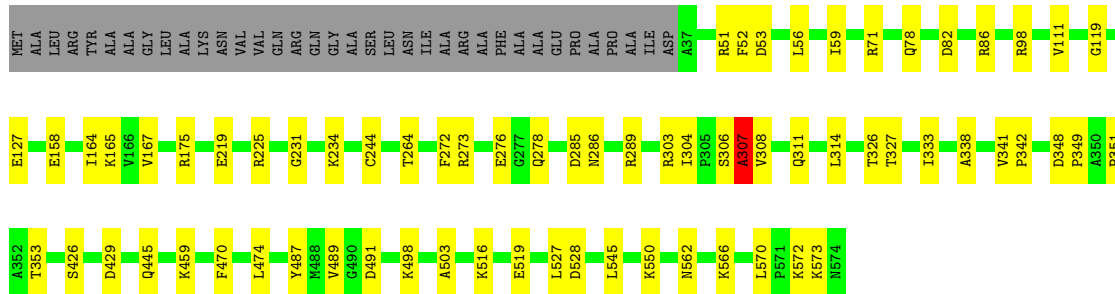 MET ALA LEU ARG TYR ALA ALA GLY LEU ALA LYS ASN VAL VAL GLN ARG GLN GLY ALA SER LEU ASN ILE ALA ARG ALA PHE ALA ALA GLU PRO ALA PRO ALA ILE ASP A37 R51 F52 D53 L56 I59 R71 Q78 D82 R86 R98 V111 G119
E127 E158 I164 K165 V166 V167 R175 E219 R225 G231 K234 C244 T264 F272 R273 E276 G277 Q278 D285 N286 R289 R303 I304 P305 S306 A307 V308 Q311 L314 T326 T327 I333 A338 V341 P342 D348 P349 A350 P351
A352 T353 S426 D429 Q445 K459 F470 L474 Y487 M488 V489 G490 D491 K498 A503 K516 E519 L527 D528 L545 K550 N562 K566 L570 P571 K572 K573 N574